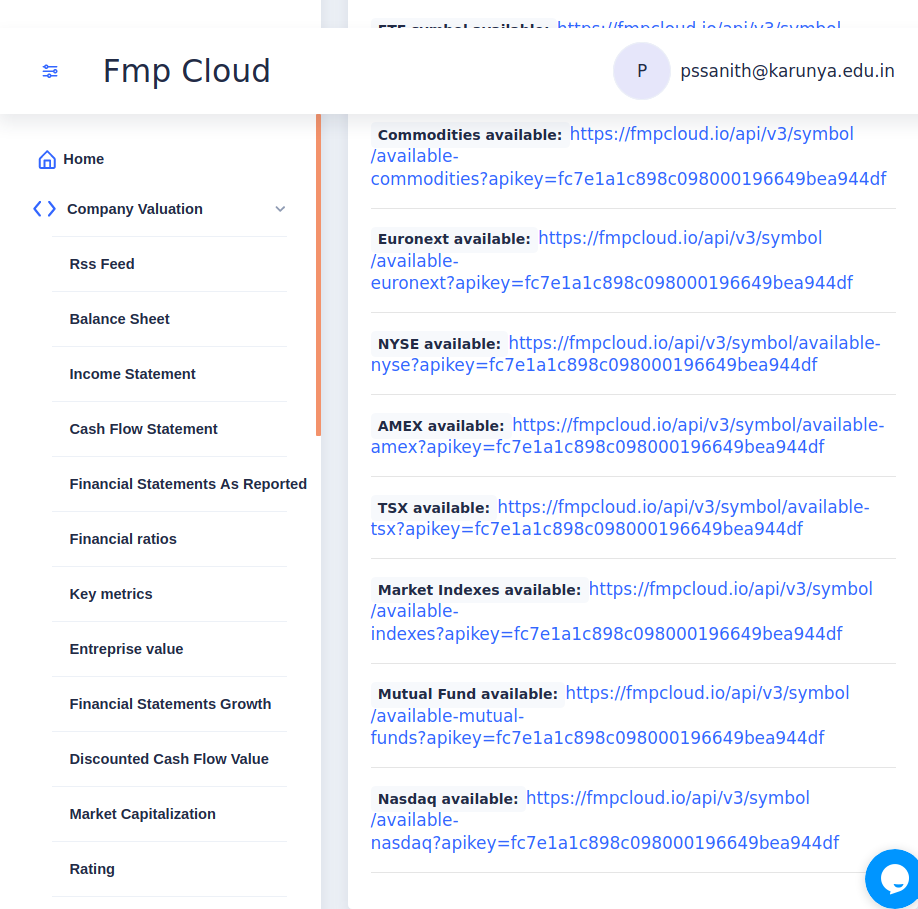 ETF symbol available: https://fmpcloud.io/api/v3/symbol
Fmp Cloud
P
pssanith@karunya.edu.in
Home
Company Valuation
Rss Feed
Balance Sheet
Income Statement
Cash Flow Statement
Financial Statements As Reported
Financial ratios
Key metrics
Entreprise value
Financial Statements Growth
Discounted Cash Flow Value
Market Capitalization
Rating
Commodities available: https://fmpcloud.io/api/v3/symbol
/available-
commodities?apikey=fc7e1a1c898c098000196649bea944df
Euronext available: https://fmpcloud.io/api/v3/symbol
/available-
euronext?apikey=fc7e1a1c898c098000196649bea944df
NYSE available: https://fmpcloud.io/api/v3/symbol/available-
nyse?apikey=fc7e1a1c898c098000196649bea944df
AMEX available: https://fmpcloud.io/api/v3/symbol/available-
amex?apikey=fc7e1a1c898c098000196649bea944df
TSX available: https://fmpcloud.io/api/v3/symbol/available-
tsx?apikey=fc7e1a1c898c098000196649bea944df
Market Indexes available: https://fmpcloud.io/api/v3/symbol
/available-
indexes?apikey=fc7e1a1c898c098000196649bea944df
Mutual Fund available: https://fmpcloud.io/api/v3/symbol
/available-mutual-
funds?apikey=fc7e1a1c898c098000196649bea944df
Nasdaq available: https://fmpcloud.io/api/v3/symbol
/available-
nasdaq?apikey=fc7e1a1c898c098000196649bea944df